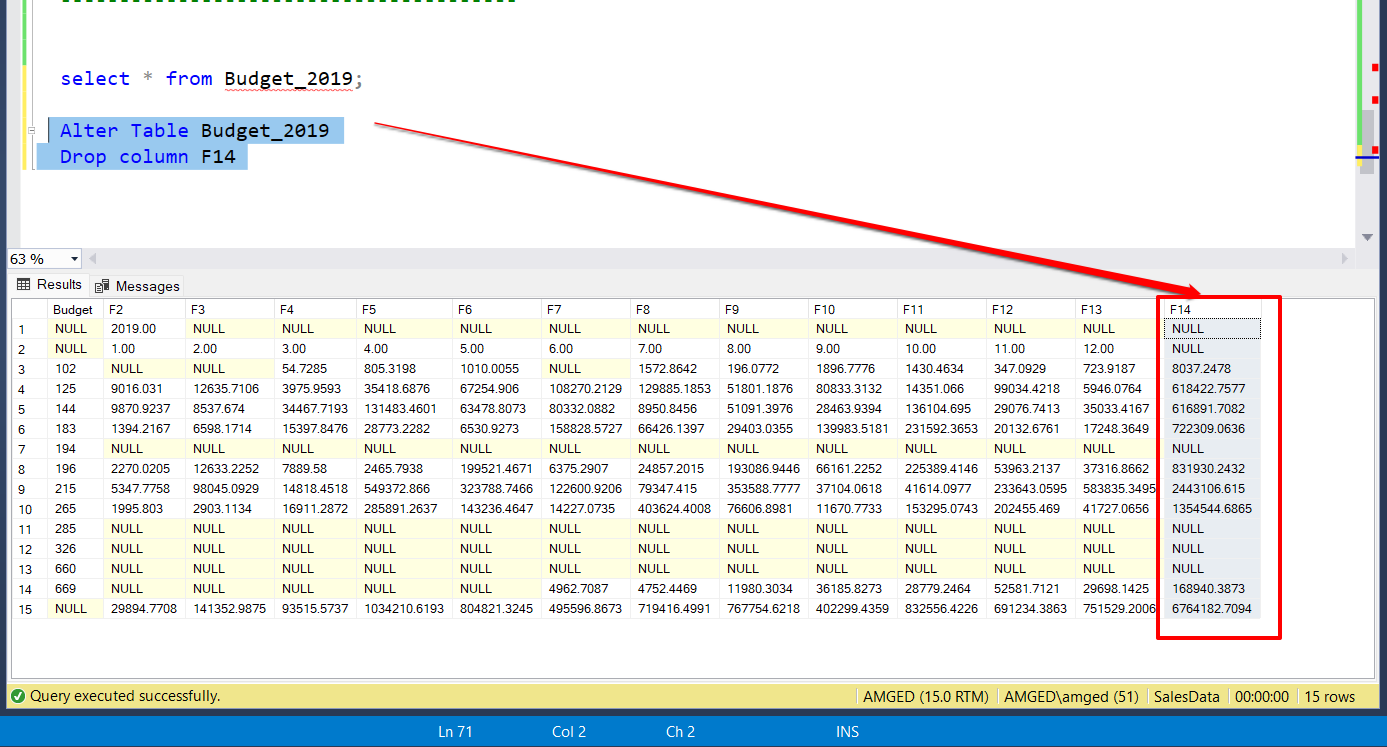 ----------------------------------------
select * from Budget_2019;
Alter Table Budget_2019
Drop column F14
63 %
Results Messages
Budget F2 F3 F4 F5 F6 F7 F8 F9 F10 F11 F12 F13 F14
1 NULL 2019.00 NULL NULL NULL NULL NULL NULL NULL NULL NULL NULL NULL NULL
2 NULL 1.00 2.00 3.00 4.00 5.00 6.00 7.00 8.00 9.00 10.00 11.00 12.00 NULL
3 102 NULL NULL 54.7285 805.3198 1010.0055 NULL 1572.8642 196.0772 1896.7776 1430.4634 347.0929 723.9187 8037.2478
4 125 9016.031 12635.7106 3975.9593 35418.6876 67254.906 108270.2129 129885.1853 51801.1876 80833.3132 14351.066 99034.4218 5946.0764 618422.7577
5 144 9870.9237 8537.674 34467.7193 131483.4601 63478.8073 80332.0882 8950.8456 51091.3976 28463.9394 136104.695 29076.7413 35033.4167 616891.7082
6 183 1394.2167 6598.1714 15397.8476 28773.2282 6530.9273 158828.5727 66426.1397 29403.0355 139983.5181 231592.3653 20132.6761 17248.3649 722309.0636
7 194 NULL NULL NULL NULL NULL NULL NULL NULL NULL NULL NULL NULL NULL
8 196 2270.0205 12633.2252 7889.58 2465.7938 199521.4671 6375.2907 24857.2015 193086.9446 66161.2252 225389.4146 53963.2137 37316.8662 831930.2432
9 215 5347.7758 98045.0929 14818.4518 549372.866 323788.7466 122600.9206 79347.415 353588.7777 37104.0618 41614.0977 233643.0595 583835.3495 2443106.615
10 265 1995.803 2903.1134 16911.2872 285891.2637 143236.4647 14227.0735 403624.4008 76606.8981 11670.7733 153295.0743 202455.469 41727.0656 1354544.6865
11 285 NULL NULL NULL NULL NULL NULL NULL NULL NULL NULL NULL NULL NULL
12 326 NULL NULL NULL NULL NULL NULL NULL NULL NULL NULL NULL NULL NULL
13 660 NULL NULL NULL NULL NULL NULL NULL NULL NULL NULL NULL NULL NULL
14 669 NULL NULL NULL NULL NULL 4962.7087 4752.4469 11980.3034 36185.8273 28779.2464 52581.7121 29698.1425 168940.3873
15 NULL 29894.7708 141352.9875 93515.5737 1034210.6193 804821.3245 495596.8673 719416.4991 767754.6218 402299.4359 832556.4226 691234.3863 751529.2006 6764182.7094
Query executed successfully. AMGED (15.0 RTM) AMGED\amged (51) SalesData 00:00:00 15 rows
Ln 71 Col 2 Ch 2 INS